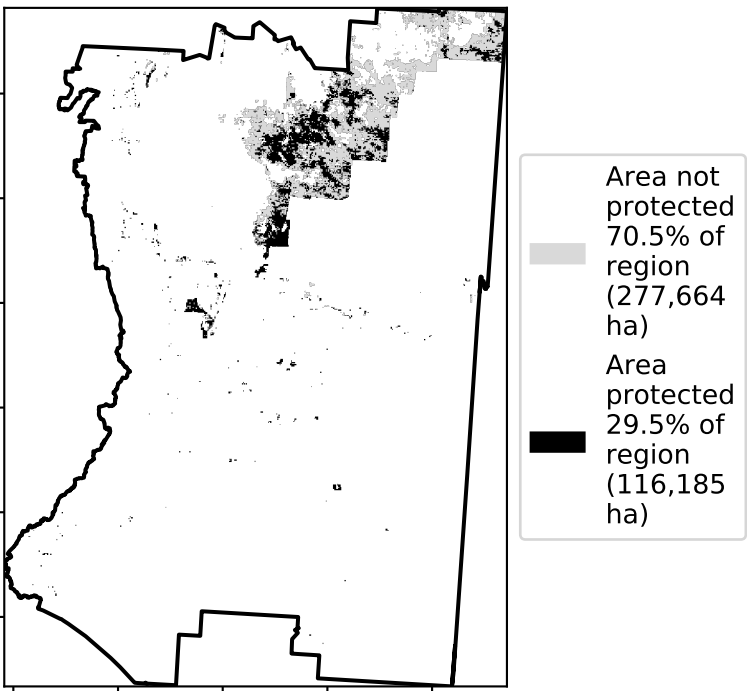 Area not
protected
70.5% of
region
(277,664
ha)
Area
protected
29.5% of
region
(116,185
ha)